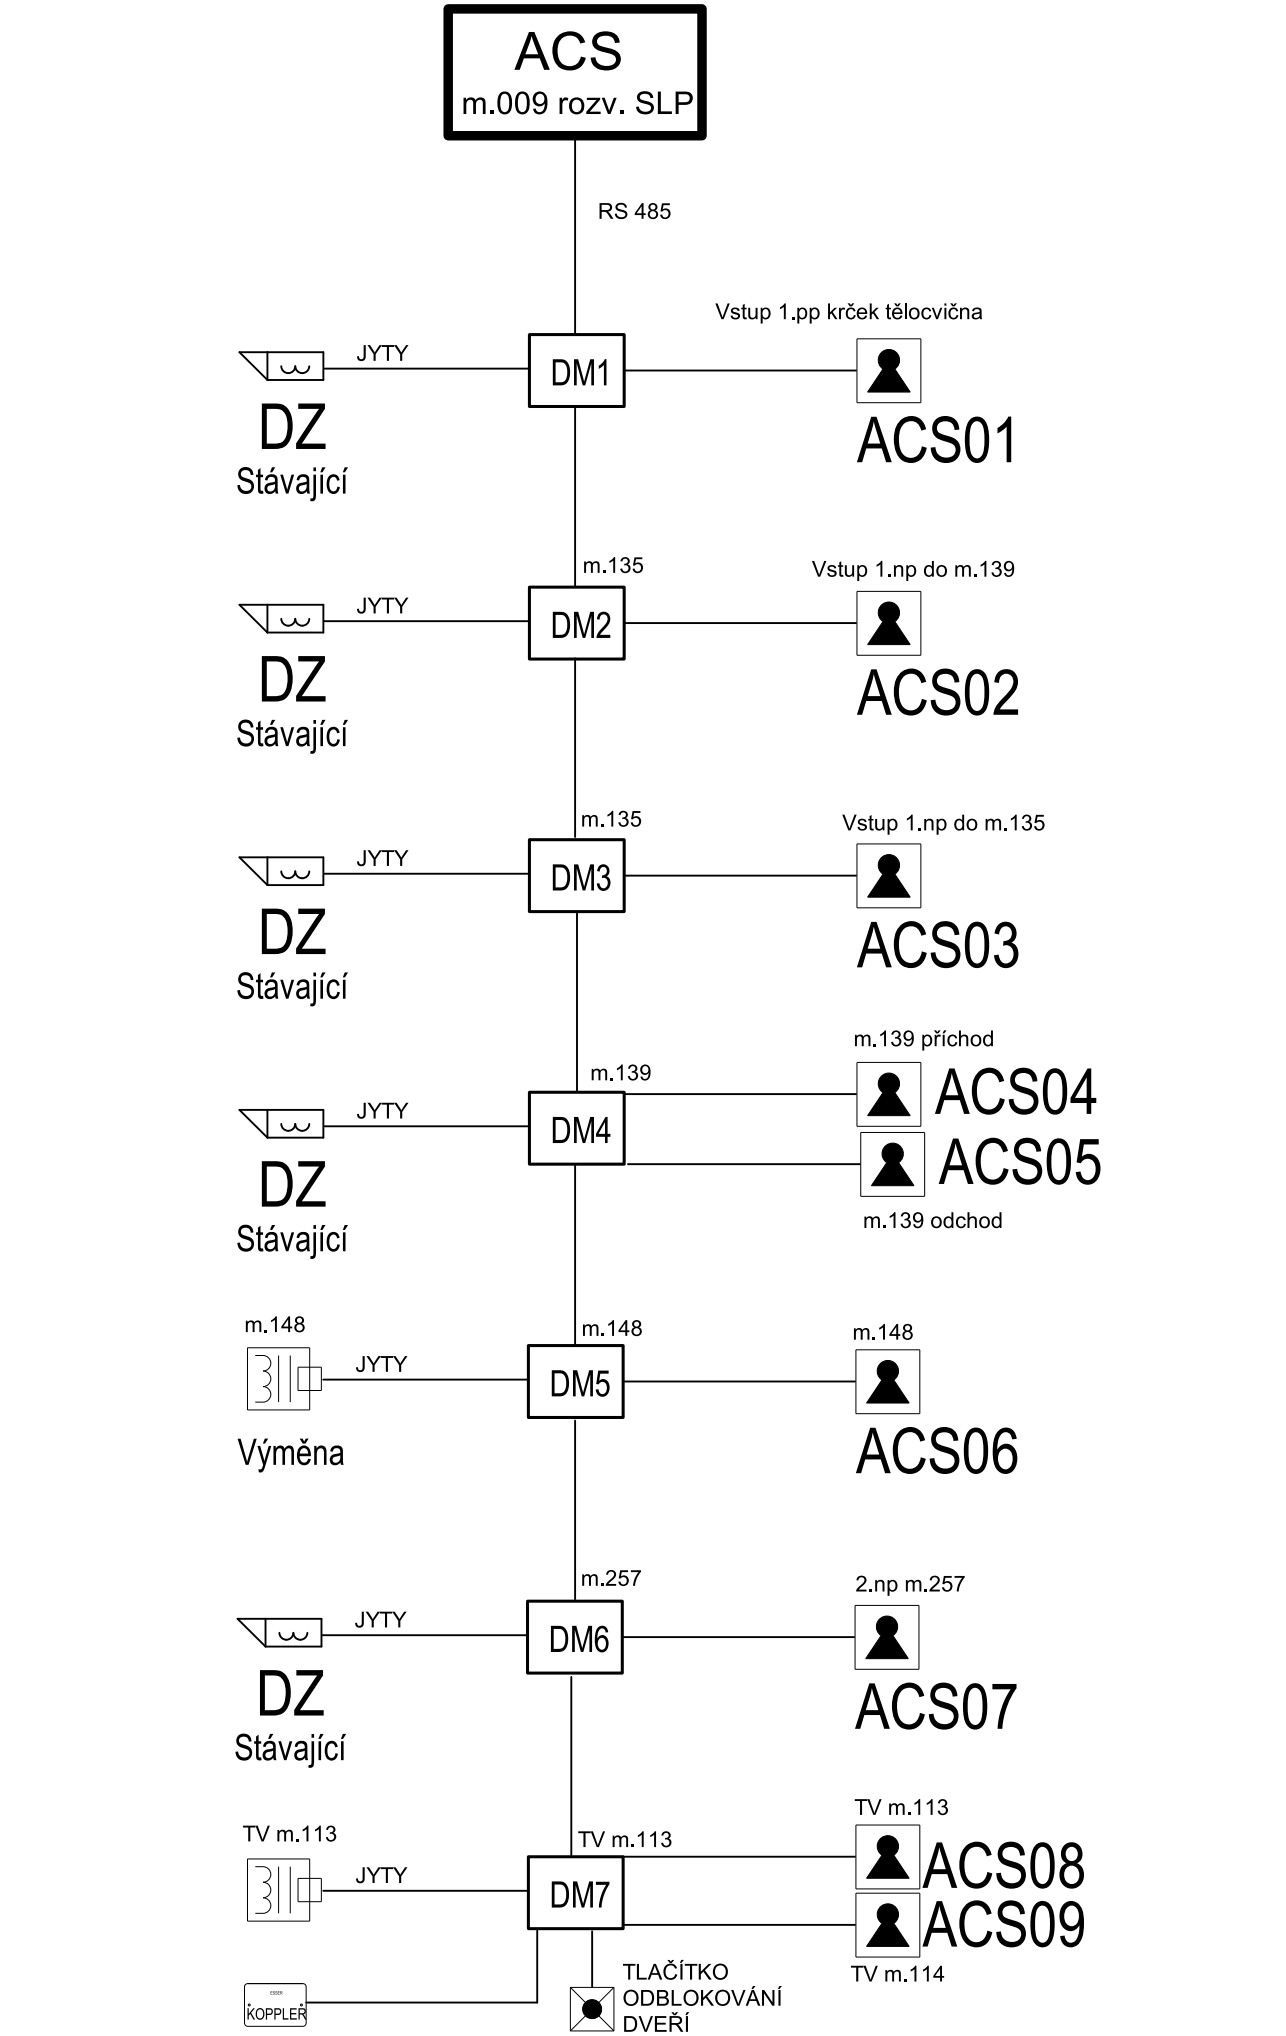 ACS
m.009 rozv. SLP
RS 485
Vstup 1.pp krček tělocvična
JYTY
DM1
DZ
Stávající
ACS01
m.135
Vstup 1.np do m.139
JYTY
DM2
DZ
Stávající
ACS02
m.135
Vstup 1.np do m.135
JYTY
DM3
DZ
Stávající
ACS03
m.139 příchod
m.139
JYTY
DM4
ACS04
ACS05
DZ
Stávající
m.139 odchod
m.148
m.148
m.148
JYTY
DM5
Výměna
ACS06
m.257
2.np m.257
JYTY
DM6
DZ
Stávající
ACS07
TV m.113
TV m.113
TV m.113
JYTY
DM7
ACS08
ACS09
TV m.114
ESSER
KOPPLER
TLAČÍTKO
ODBLOKOVÁNÍ
DVEŘÍ